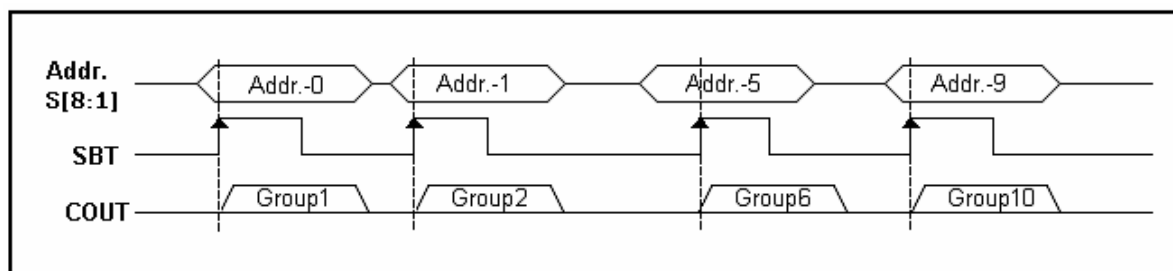 Addr.
S[8:1]
Addr.-0
Addr.-1
Addr.-5
Addr.-9
SBT
COUT
Group1
Group2
Group6
Group10